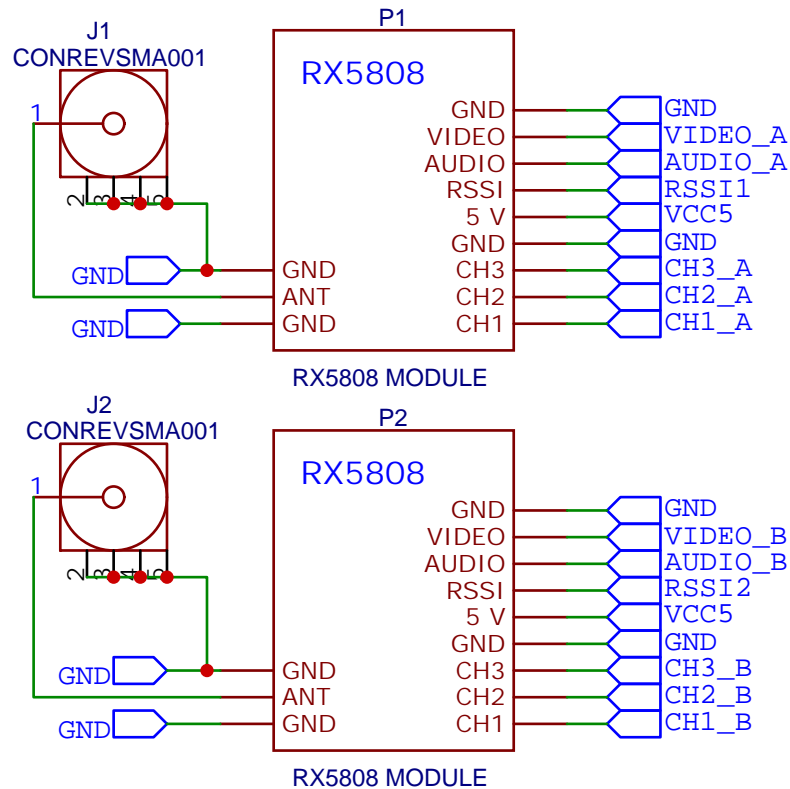 P1
J1
CONREVSMA001
RX5808
1
2
3
4
5
GND
VIDEO
AUDIO
RSSI
5 V
GND
CH3
CH2
CH1
GND
VIDEO_A
AUDIO_A
RSSI1
VCC5
GND
CH3_A
CH2_A
CH1_A
GND
GND
GND
ANT
GND
RX5808 MODULE
P2
J2
CONREVSMA001
RX5808
1
2
3
4
5
GND
VIDEO
AUDIO
RSSI
5 V
GND
CH3
CH2
CH1
GND
VIDEO_B
AUDIO_B
RSSI2
VCC5
GND
CH3_B
CH2_B
CH1_B
GND
GND
GND
ANT
GND
RX5808 MODULE